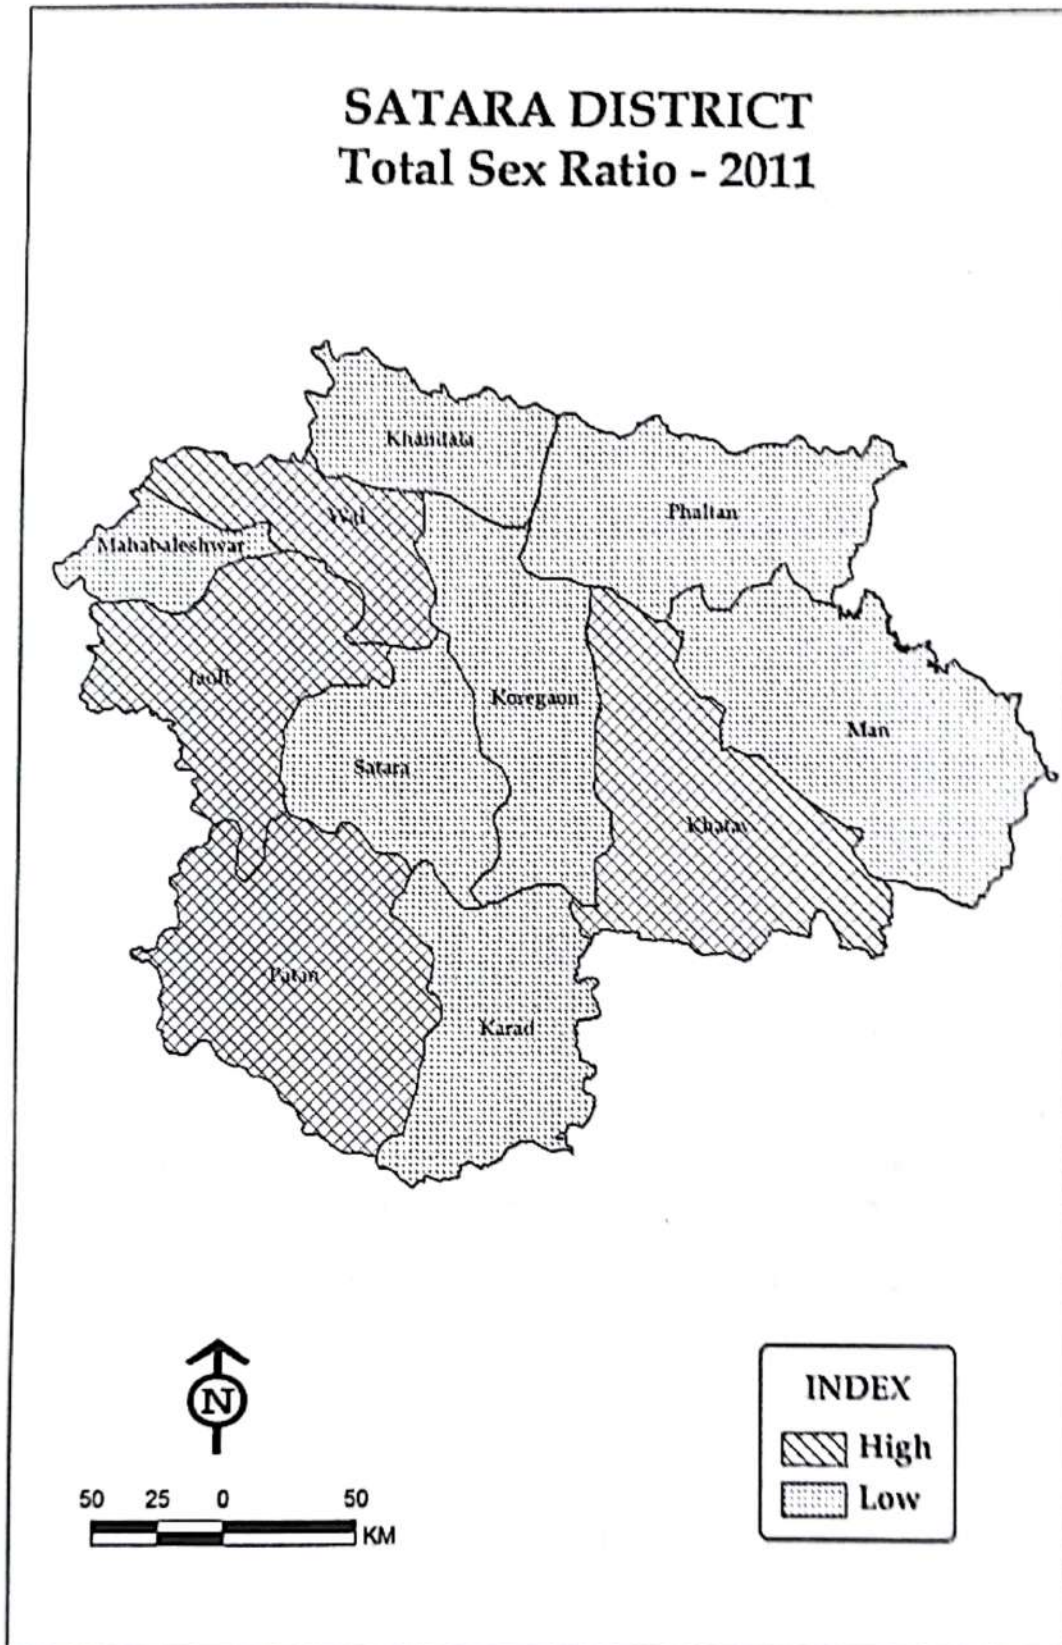 SATARA DISTRICT
Total Sex Ratio - 2011
Khandala
Phaltan
Wai
Mahabaleshwar
Jaoli
Koregaon
Man
Satara
Khatav
Patan
Karad
N
INDEX
High
Low
50 25 0 50
KM